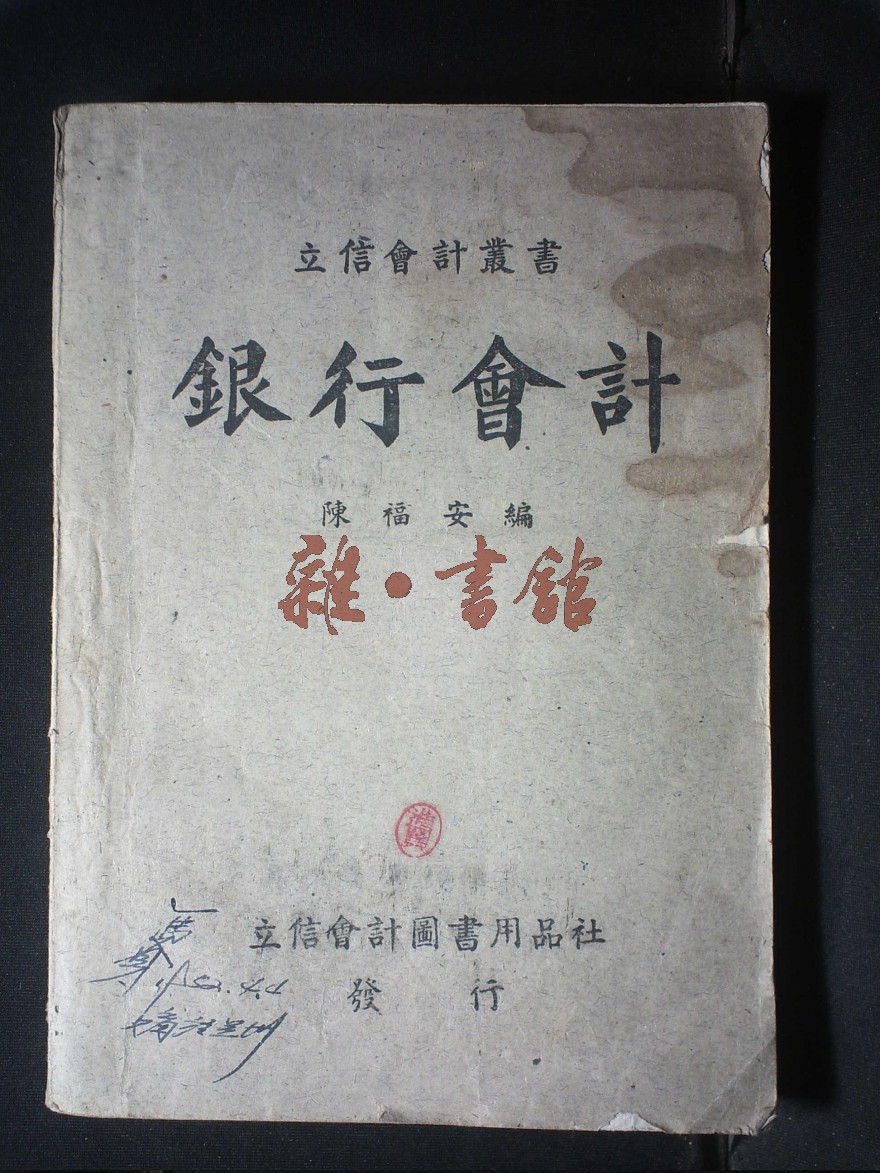 立信會計叢書
銀行會計
陳福安編
雜·書館
立信會計圖書用品社
發行